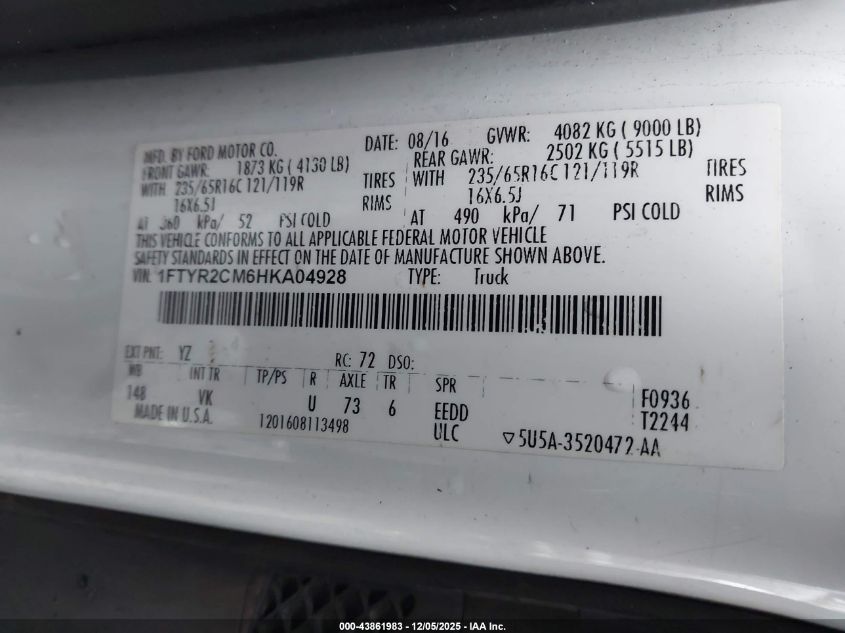 MFD. BY FORD MOTOR CO. DATE: 08/16 GVWR: 4082 KG ( 9000 LB)
FRONT GAWR: 1873 KG ( 4130 LB) REAR GAWR: 2502 KG ( 5515 LB)
WITH 235/65R16C 121/119R TIRES WITH 235/65R16C 121/119R TIRES
16X6.5J RIMS 16X6.5J RIMS
AT 360 kPa/ 52 PSI COLD AT 490 kPa/ 71 PSI COLD
THIS VEHICLE CONFORMS TO ALL APPLICABLE FEDERAL MOTOR VEHICLE
SAFETY STANDARDS IN EFFECT ON THE DATE OF MANUFACTURE SHOWN ABOVE.
VIN: 1FTYR2CM6HKA04928 TYPE: Truck
EXT PNT: YZ RC: 72 DSO:
WB INT TR TP/PS R AXLE TR SPR
148 VK U 73 6 EEDD F0936
MADE IN U.S.A. 1201608113498 ULC T2244
▽5U5A-3520472-AA
000-43861983 - 12/05/2025 - IAA Inc.